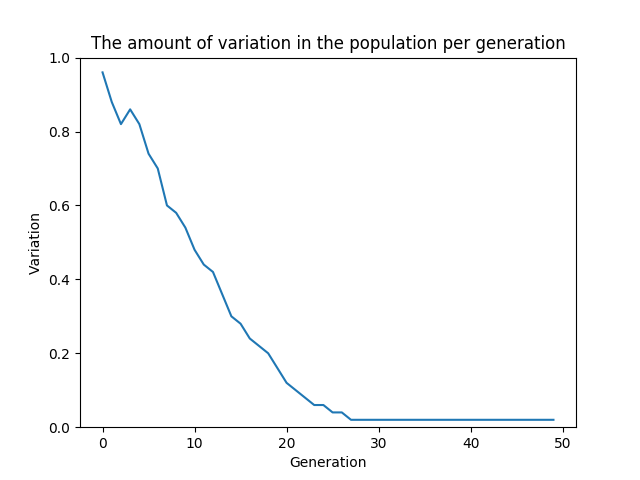 The amount of variation in the population per generation
1.0
0.8
0.6
0.4
0.2
0.0
Variation
0 10 20 30 40 50
Generation